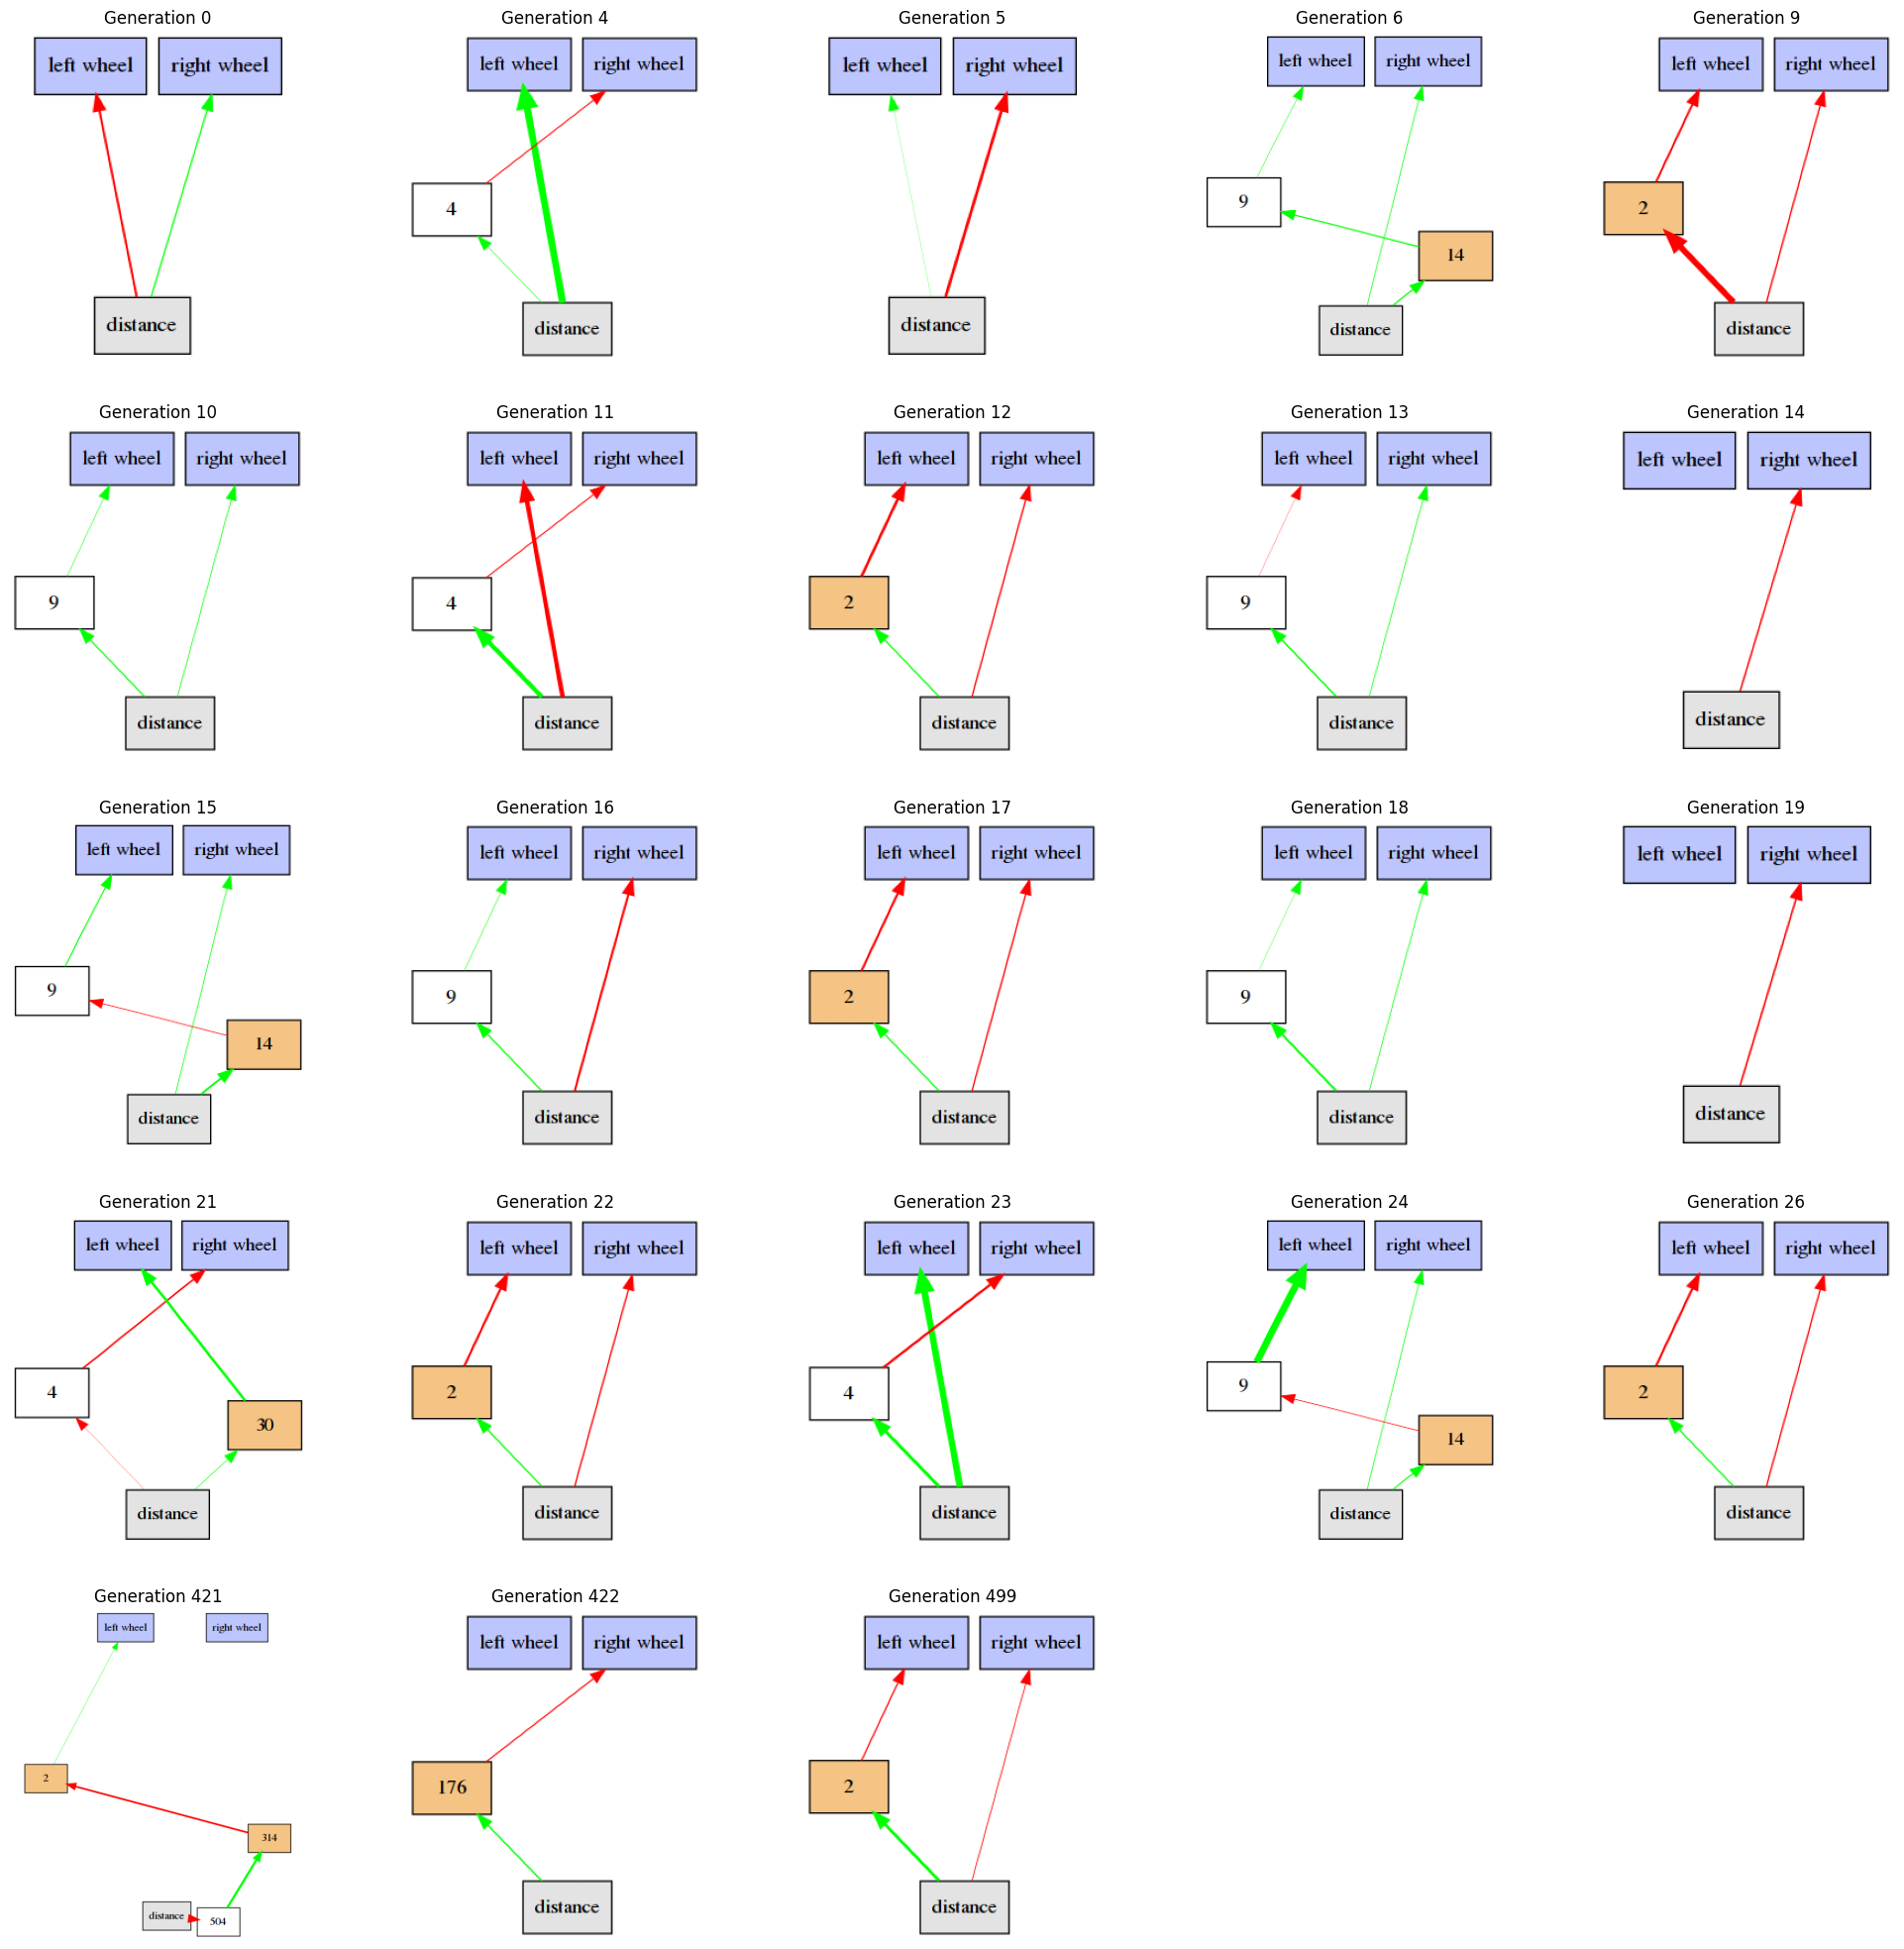 Generation 0
left wheel
right wheel
distance
Generation 4
left wheel
right wheel
4
distance
Generation 5
left wheel
right wheel
distance
Generation 6
left wheel
right wheel
9
14
distance
Generation 9
left wheel
right wheel
2
distance
Generation 10
left wheel
right wheel
9
distance
Generation 11
left wheel
right wheel
4
distance
Generation 12
left wheel
right wheel
2
distance
Generation 13
left wheel
right wheel
9
distance
Generation 14
left wheel
right wheel
distance
Generation 15
left wheel
right wheel
9
14
distance
Generation 16
left wheel
right wheel
9
distance
Generation 17
left wheel
right wheel
2
distance
Generation 18
left wheel
right wheel
9
distance
Generation 19
left wheel
right wheel
distance
Generation 21
left wheel
right wheel
4
30
distance
Generation 22
left wheel
right wheel
2
distance
Generation 23
left wheel
right wheel
4
distance
Generation 24
left wheel
right wheel
9
14
distance
Generation 26
left wheel
right wheel
2
distance
Generation 421
left wheel
right wheel
2
314
distance
504
Generation 422
left wheel
right wheel
176
distance
Generation 499
left wheel
right wheel
2
distance